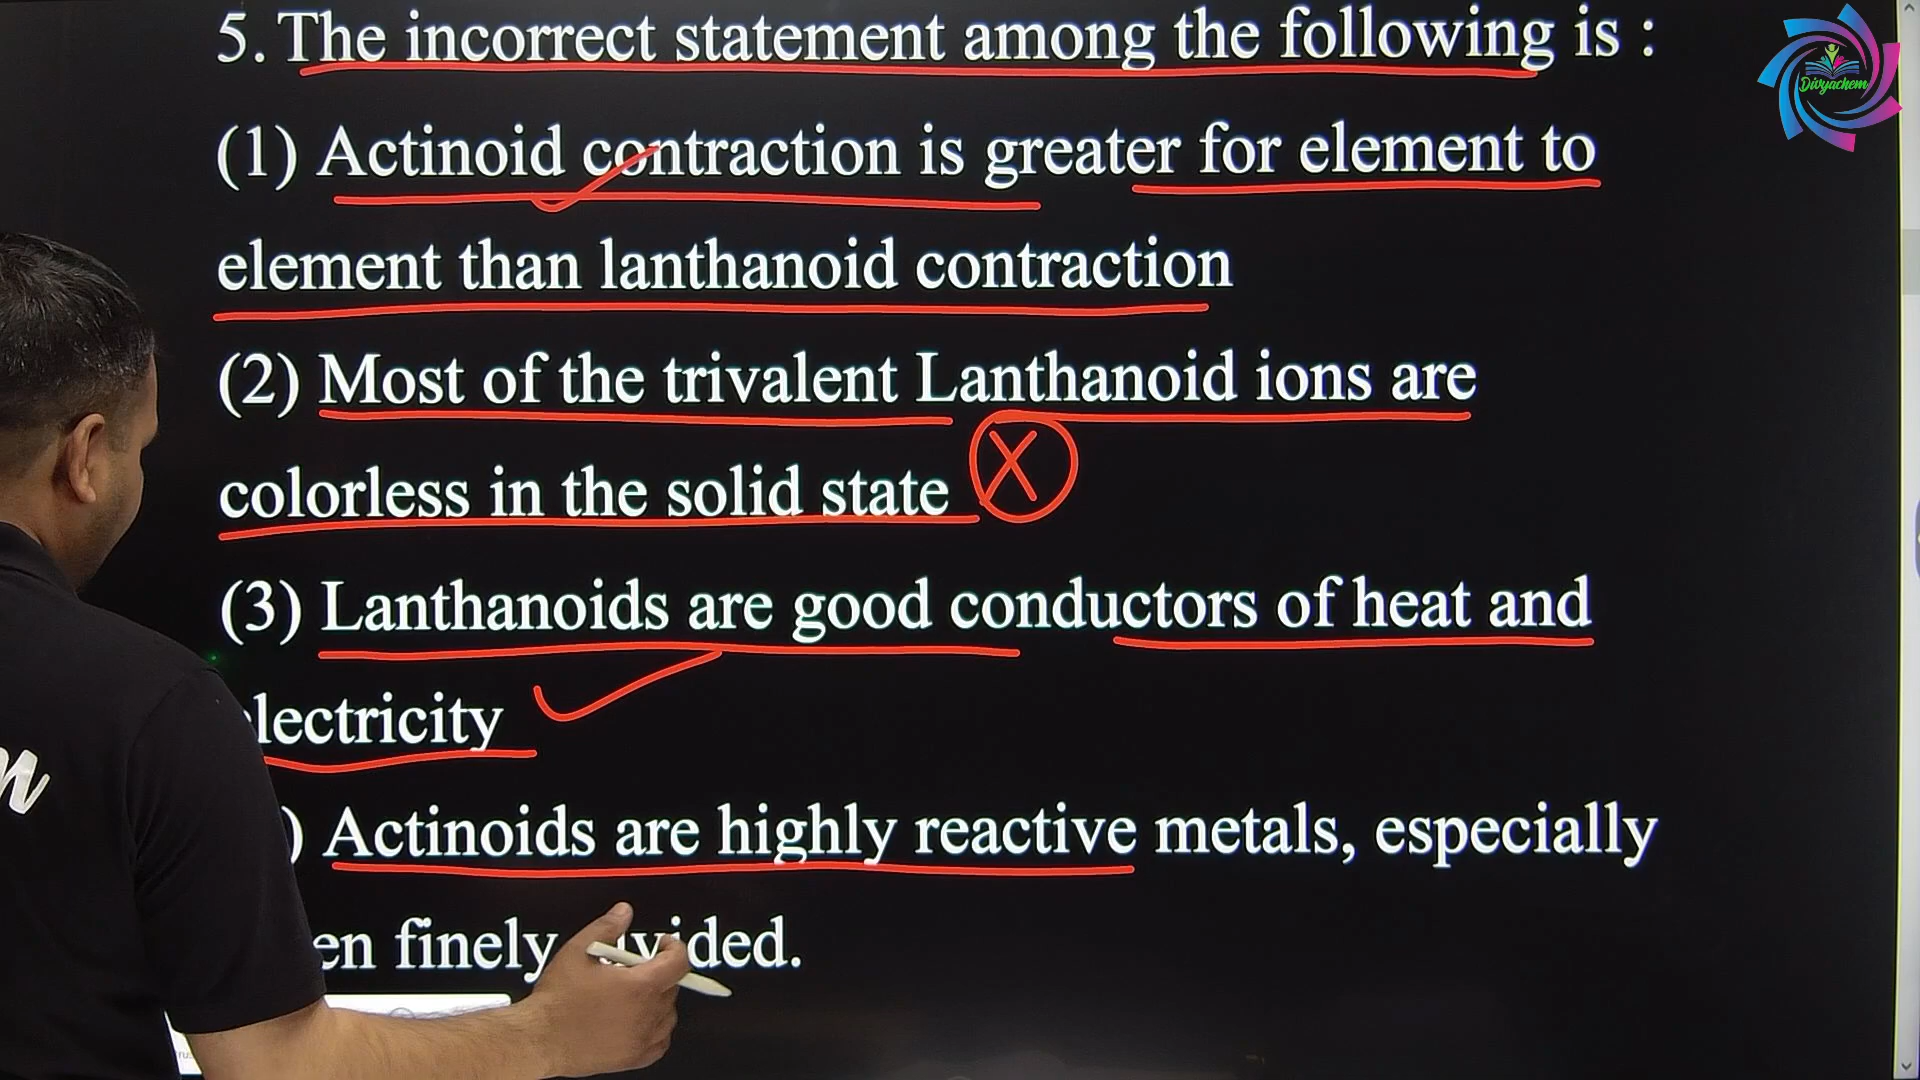 5. The incorrect statement among the following is :
Divyachem
(1) Actinoid contraction is greater for element to
element than lanthanoid contraction
(2) Most of the trivalent Lanthanoid ions are
colorless in the solid state
(3) Lanthanoids are good conductors of heat and
lectricity
) Actinoids are highly reactive metals, especially
en finely